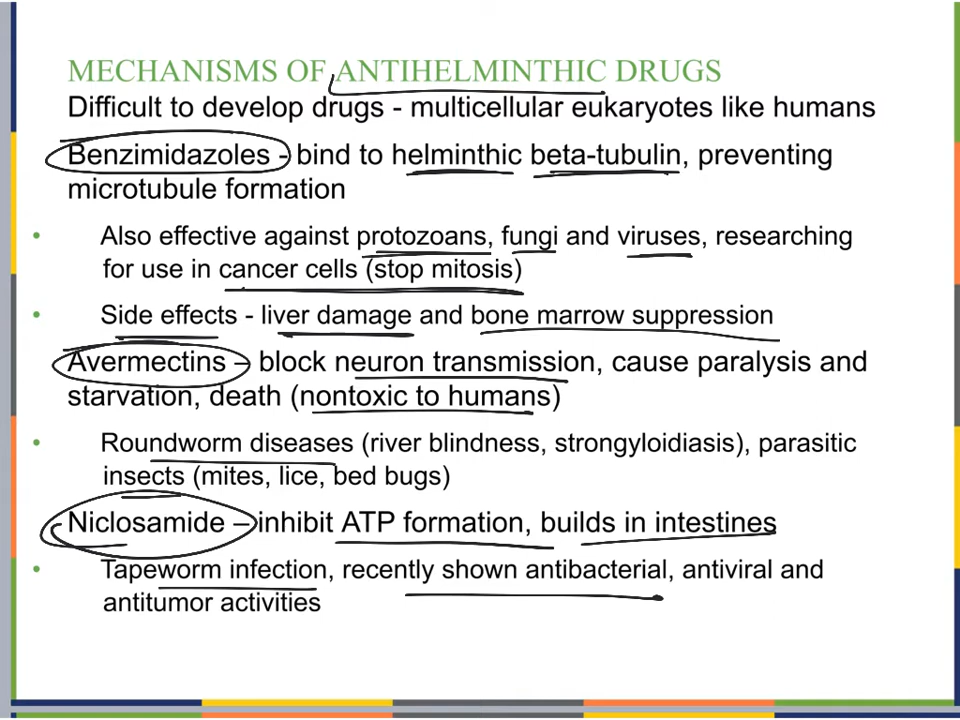 MECHANISMS OF ANTIHELMINTHIC DRUGS
Difficult to develop drugs - multicellular eukaryotes like humans
Benzimidazoles - bind to helminthic beta-tubulin, preventing
microtubule formation
• Also effective against protozoans, fungi and viruses, researching
for use in cancer cells (stop mitosis)
• Side effects - liver damage and bone marrow suppression
Avermectins – block neuron transmission, cause paralysis and
starvation, death (nontoxic to humans)
• Roundworm diseases (river blindness, strongyloidiasis), parasitic
insects (mites, lice, bed bugs)
Niclosamide – inhibit ATP formation, builds in intestines
• Tapeworm infection, recently shown antibacterial, antiviral and
antitumor activities